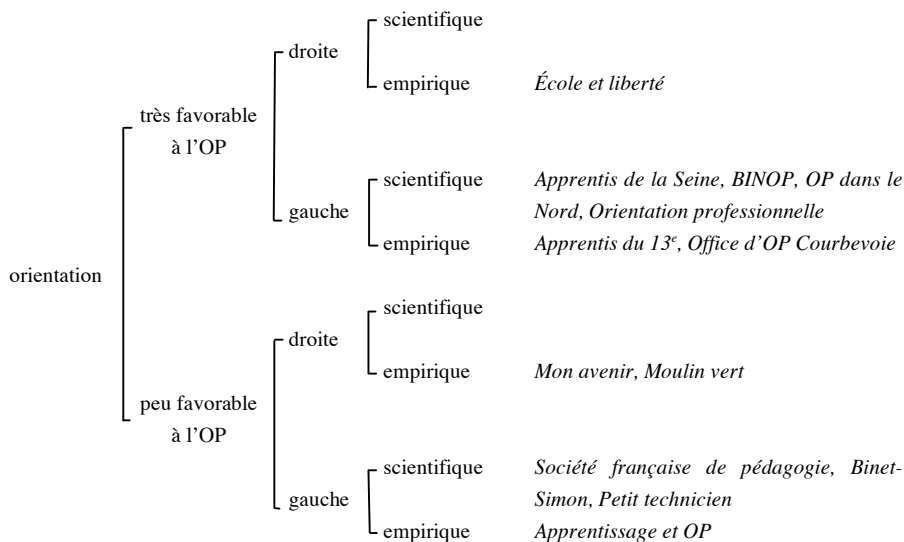 scientifique
droite
empirique École et liberté
très favorable
à l’OP
scientifique Apprentis de la Seine, BINOP, OP dans le
Nord, Orientation professionnelle
gauche
empirique Apprentis du 13e, Office d’OP Courbevoie
orientation
scientifique
droite
empirique Mon avenir, Moulin vert
peu favorable
à l’OP
scientifique Société française de pédagogie, Binet-
Simon, Petit technicien
gauche
empirique Apprentissage et OP